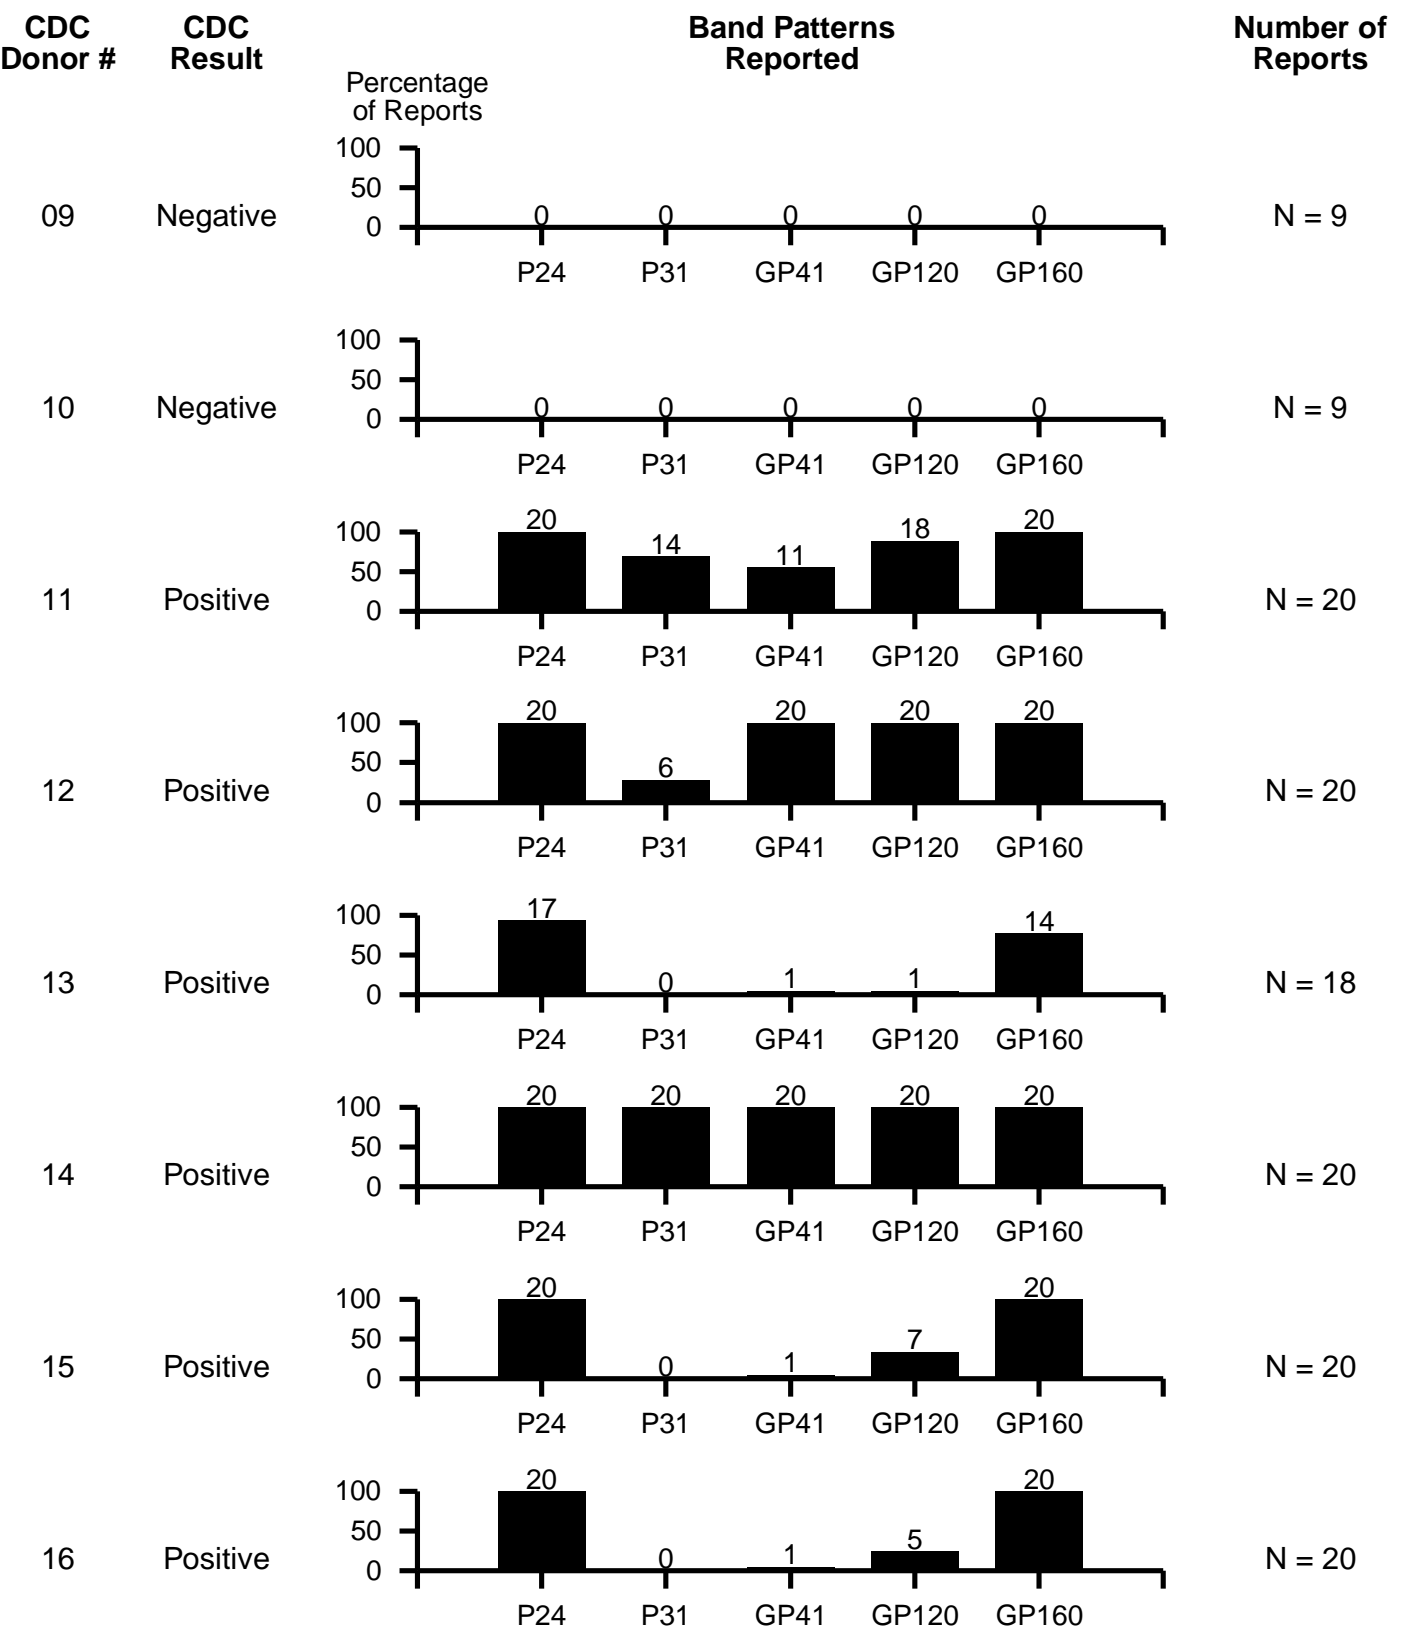 CDC CDC Band Patterns Number of
Donor # Result Reported Reports
Percentage
of Reports
100
50
0
09 Negative 0 0 0 0 0 N = 9
P24 P31 GP41 GP120 GP160
100
50
0
10 Negative 0 0 0 0 0 N = 9
P24 P31 GP41 GP120 GP160
20 14 11 18 20
100
50
0
11 Positive N = 20
P24 P31 GP41 GP120 GP160
20 6 20 20 20
100
50
0
12 Positive N = 20
P24 P31 GP41 GP120 GP160
17 0 1 1 14
100
50
0
13 Positive N = 18
P24 P31 GP41 GP120 GP160
20 20 20 20 20
100
50
0
14 Positive N = 20
P24 P31 GP41 GP120 GP160
20 0 1 7 20
100
50
0
15 Positive N = 20
P24 P31 GP41 GP120 GP160
20 0 1 5 20
100
50
0
16 Positive N = 20
P24 P31 GP41 GP120 GP160